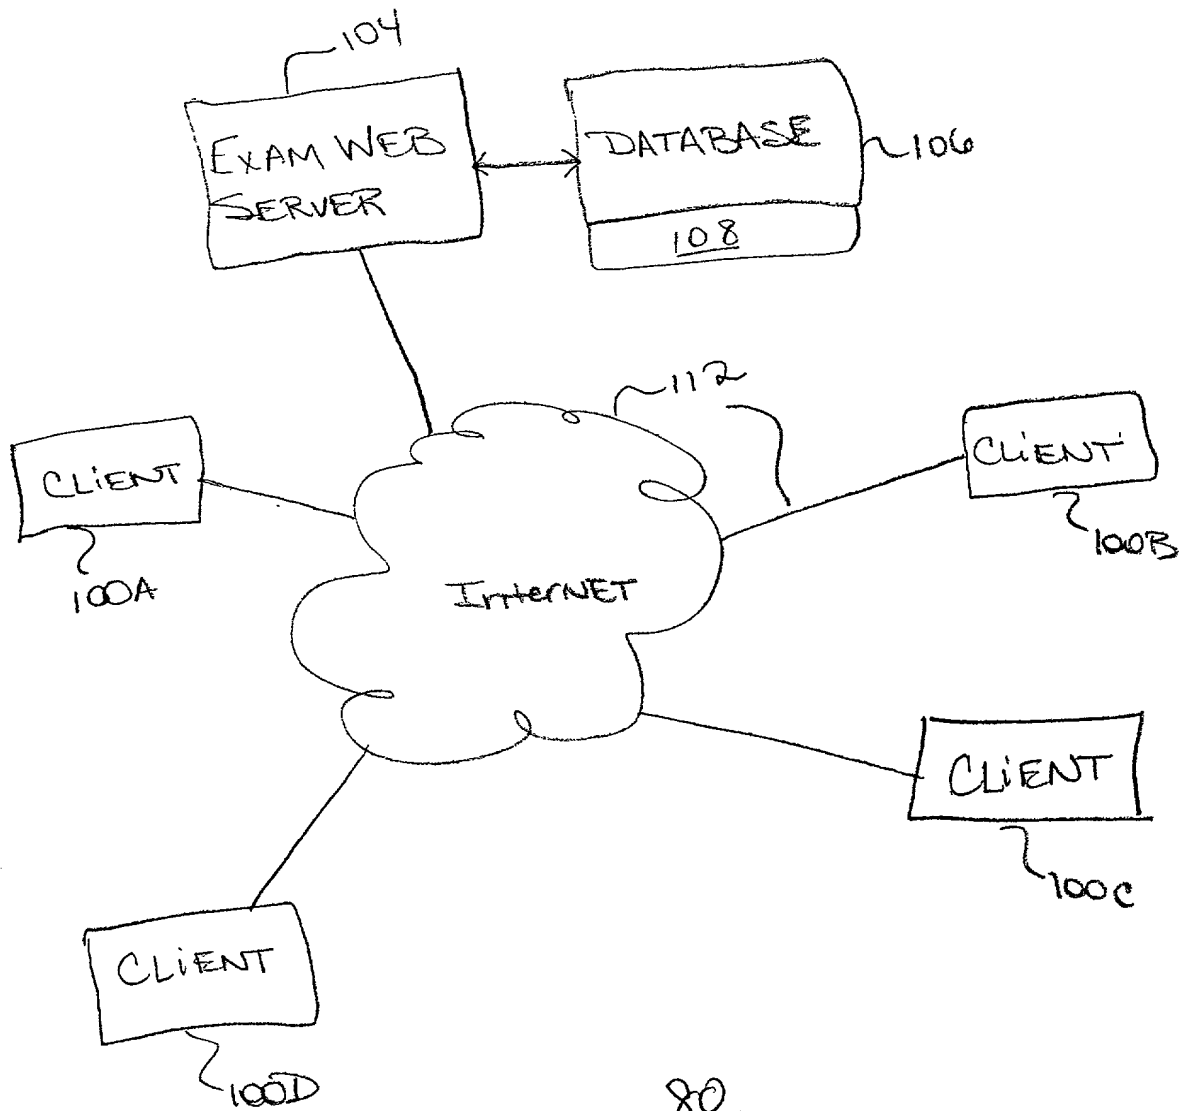 104
EXAM WEB
SERVER
DATABASE
106
108
112
CLIENT
100A
CLIENT
100B
InterNET
CLIENT
100C
CLIENT
100D
80